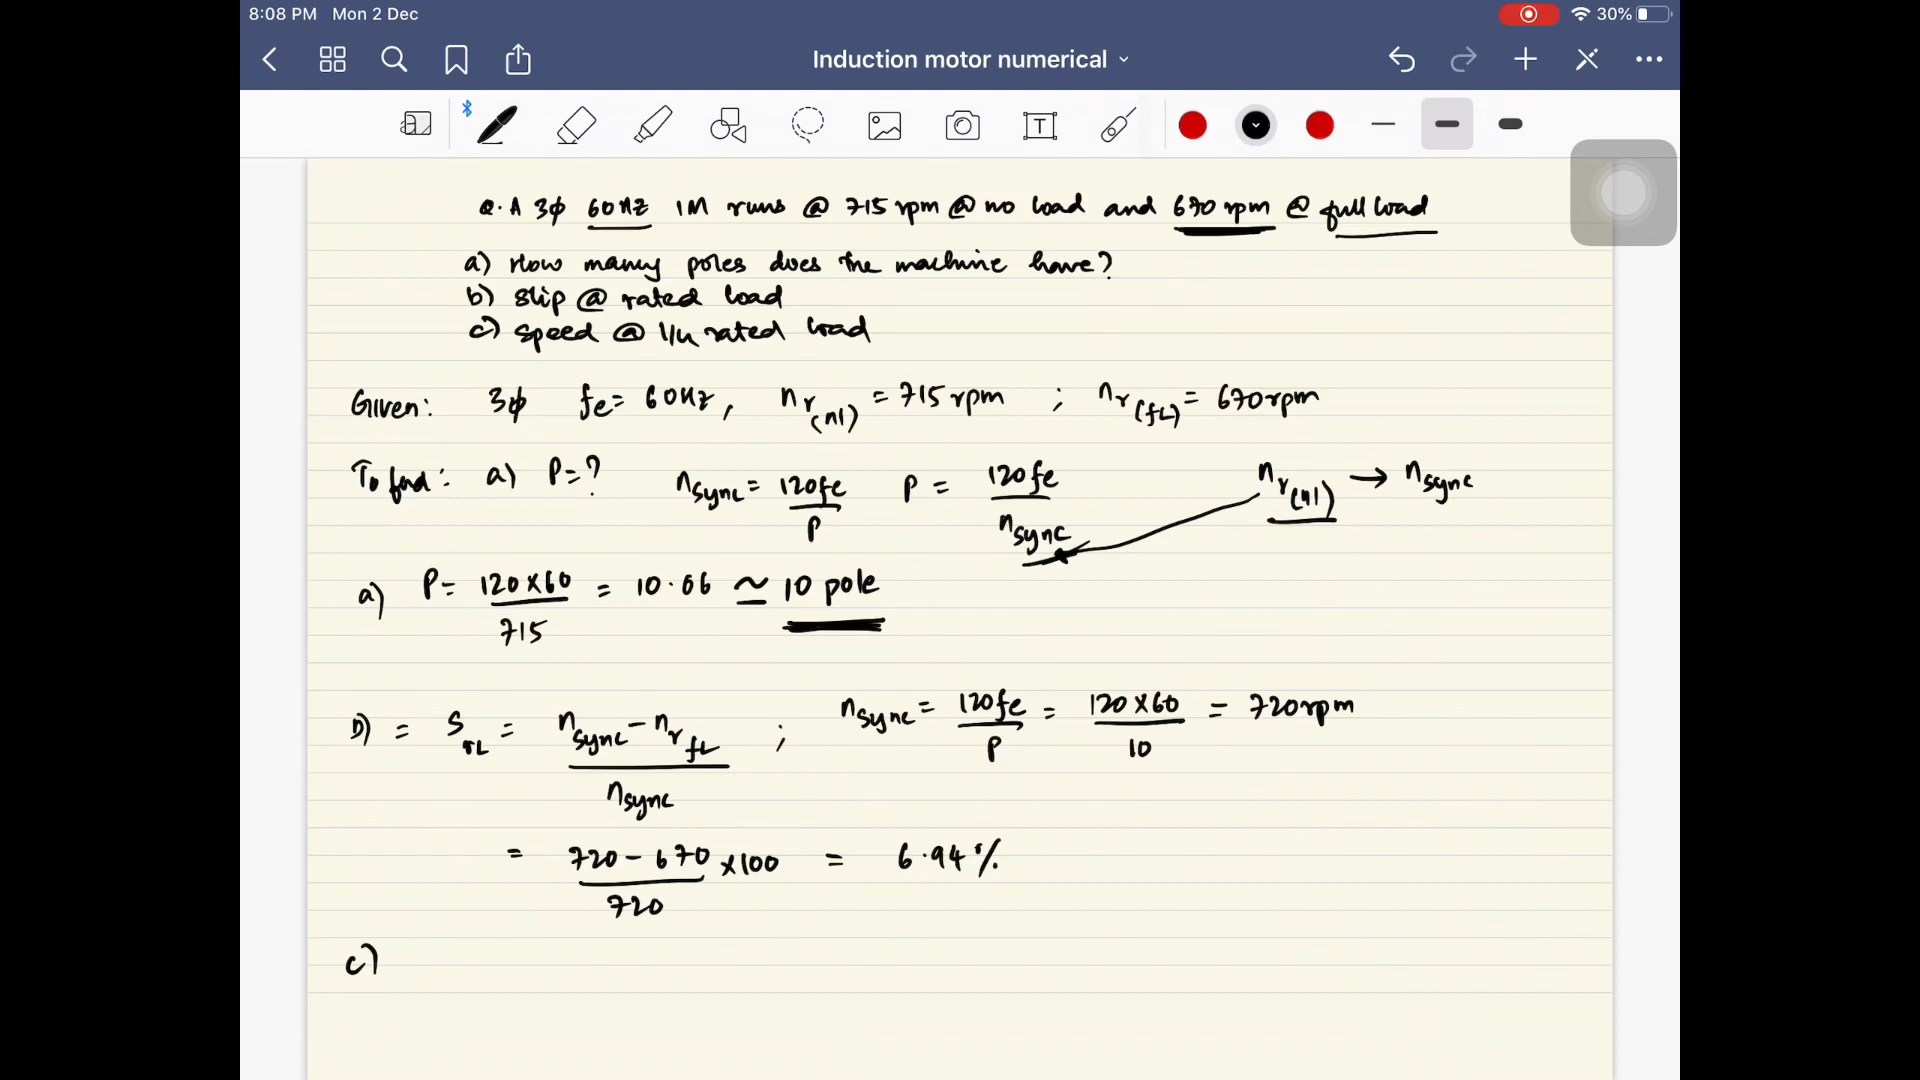 8:08 PM Mon 2 Dec 30%
Induction motor numerical
Q. A 3φ 60Hz IM runs @ 715 rpm @ no load and 670 rpm @ full load
a) How many poles does the machine have?
b) slip @ rated load
c) speed @ 1/4 rated load
Given: 3φ fe= 60Hz, nr(nl) = 715 rpm ; nr(fL) = 670rpm
To find: a) P=? nsync= 120fe/P P = 120fe/nsync nr(nl) → nsync
a) P= 120×60/715 = 10.06 ≃ 10 pole
b) = SfL = nsync-nrfL/nsync ; nsync= 120fe/P = 120×60/10 = 720rpm
= 720-670/720 ×100 = 6.94%
c)